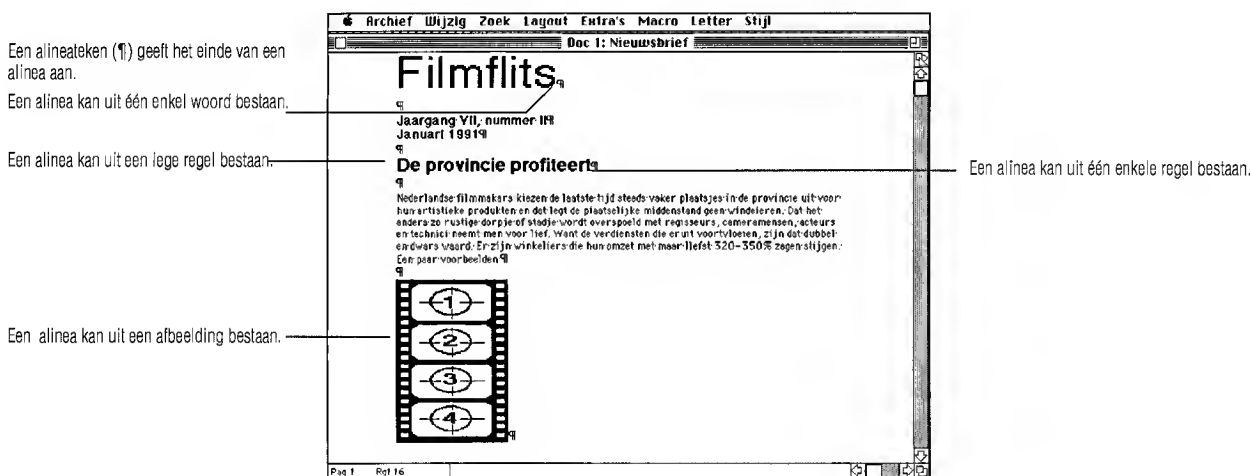 Archief Wijzig Zoek Layout Extra's Macro Letter Stijl
Doc 1: Nieuwsbrief
Een alineateken (¶) geeft het einde van een
alinea aan.
Een alinea kan uit één enkel woord bestaan.
Een alinea kan uit een lege regel bestaan.
Een alinea kan uit een afbeelding bestaan.
Filmflits¶
¶
Jaargang VII, nummer II¶
Januari 1991¶
¶
De provincie profiteert¶
¶
Nederlandse filmmakers kiezen de laatste tijd steeds vaker plaatsjes in de provincie uit voor
hun artistieke produkten en dat legt de plaatselijke middenstand geen windeieren. Dat het
anders zo rustige dorpje of stadje wordt overspoeld met regisseurs, cameramensen, acteurs
en technici neemt men voor lief. Want de verdiensten die er uit voortvloeien, zijn dat dubbel
en dwars waard. Er zijn winkeliers die hun omzet met maar liefst 320-350% zagen stijgen.
Een paar voorbeelden¶
¶
1
2
3
4
¶
Een alinea kan uit één enkele regel bestaan.
Pag 1 Rgl 16